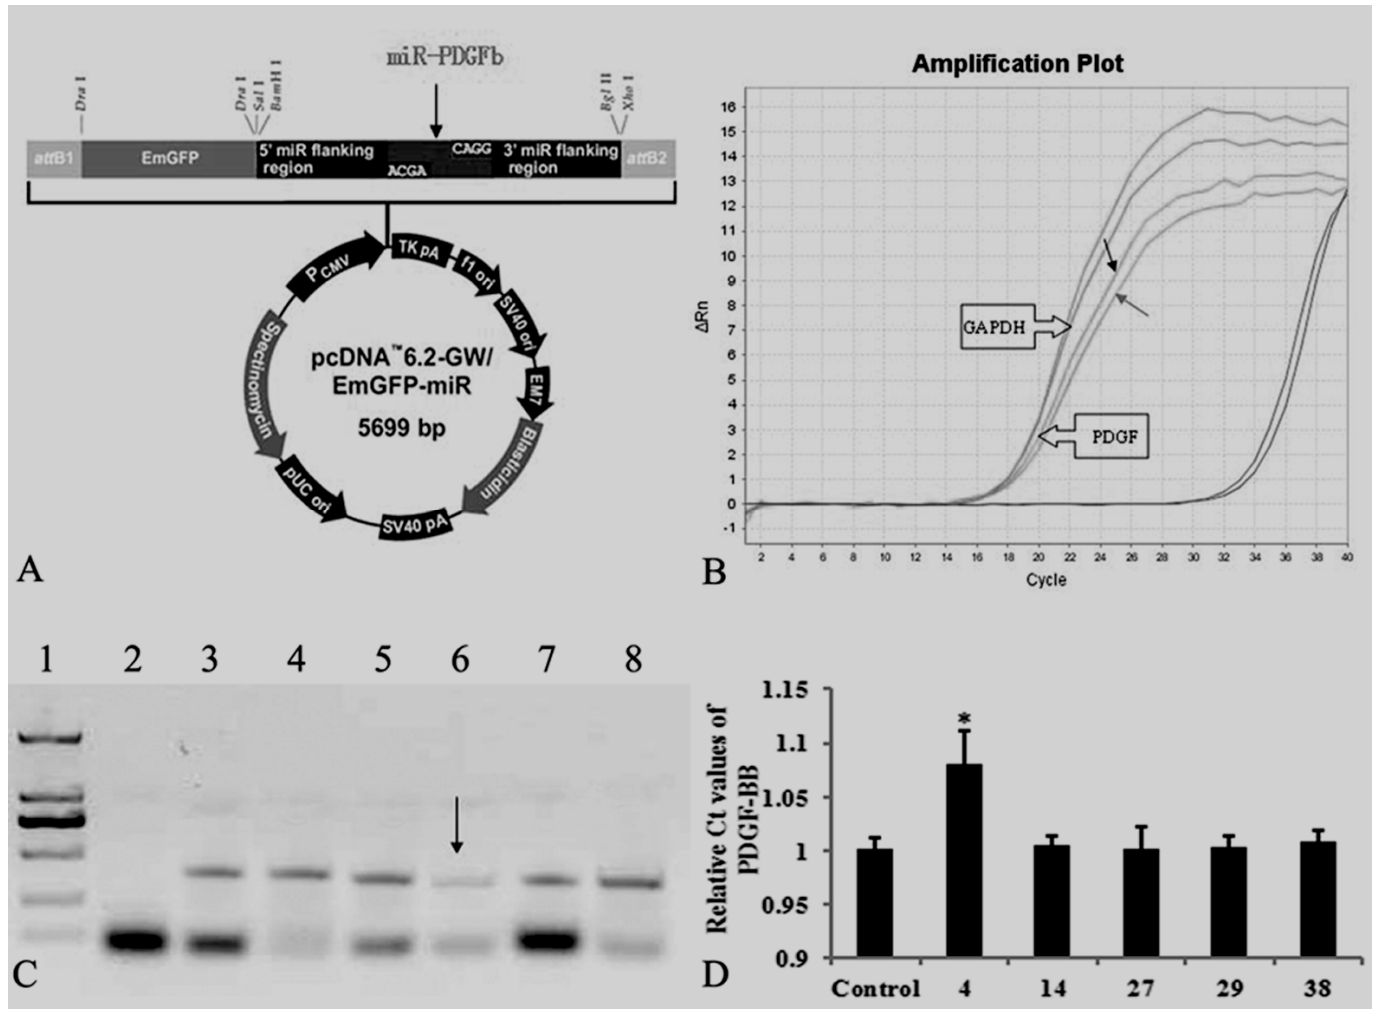 miR-PDGFb
Dra I
Dra I
Sal I
BamH I
Bgl II
Xho I
attB1
EmGFP
5' miR flanking
region
ACGA
CAGG
3' miR flanking
region
attB2
PCMV
TK pA
f1 ori
SV40 ori
EM7
Blasticidin
SV40 pA
pUC ori
Spectinomycin
pcDNA™6.2-GW/
EmGFP-miR
5699 bp
A
Amplification Plot
16
15
14
13
12
11
10
9
8
7
6
5
4
3
2
1
0
-1
ΔRn
GAPDH
PDGF
2 4 6 8 10 12 14 16 18 20 22 24 26 28 30 32 34 36 38 40
Cycle
B
1 2 3 4 5 6 7 8
C
1.15
1.1
1.05
1
0.95
0.9
Relative Ct values of
PDGF-BB
*
Control 4 14 27 29 38
D